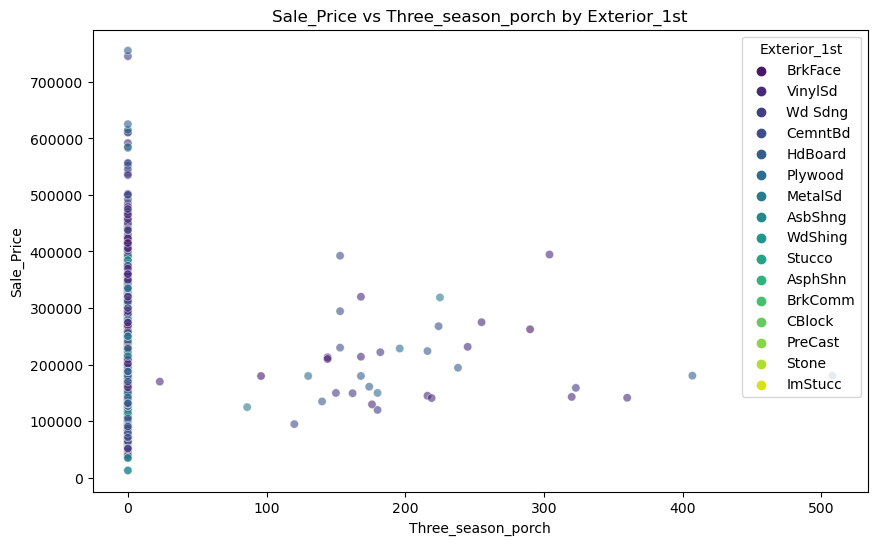 Sale_Price vs Three_season_porch by Exterior_1st
Exterior_1st
BrkFace
VinylSd
Wd Sdng
CemntBd
HdBoard
Plywood
MetalSd
AsbShng
WdShing
Stucco
AsphShn
BrkComm
CBlock
PreCast
Stone
ImStucc
Sale_Price
700000
600000
500000
400000
300000
200000
100000
0
0 100 200 300 400 500
Three_season_porch